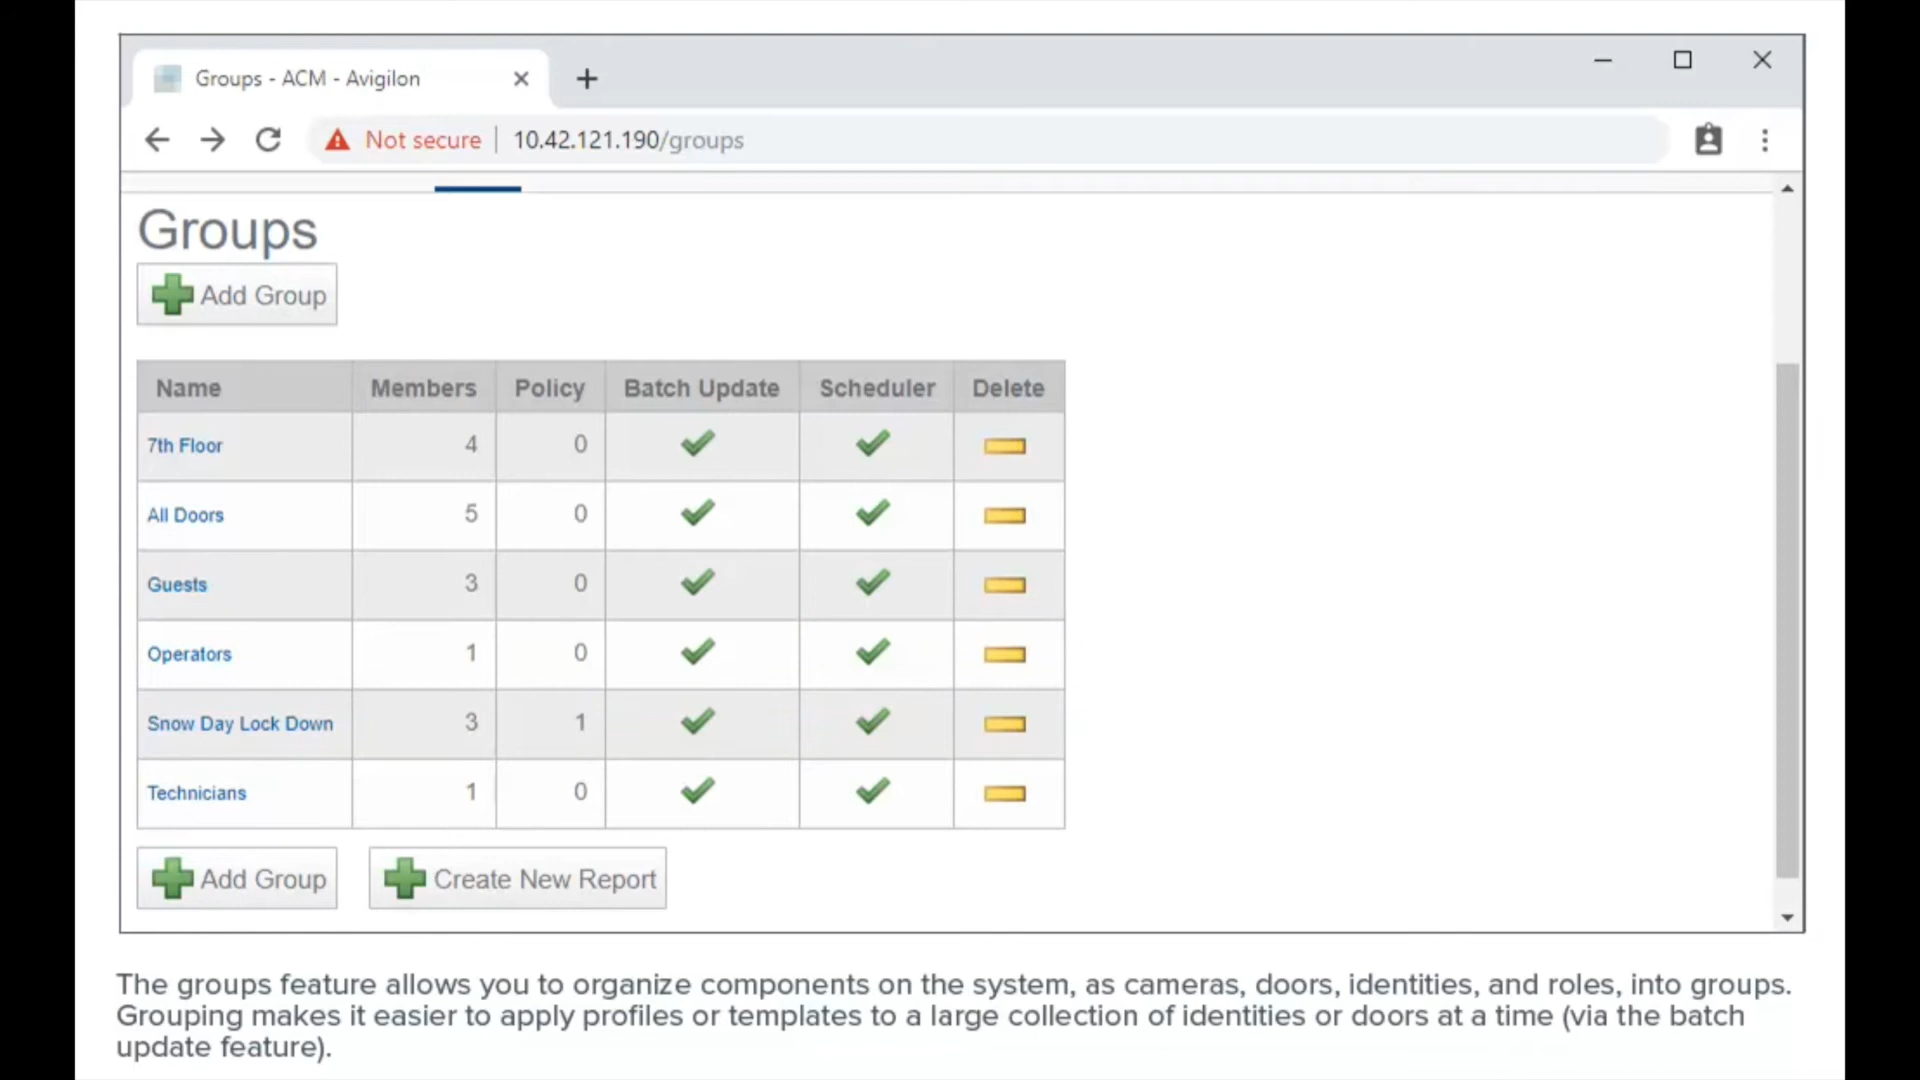 Groups - ACM - Avigilon
Not secure 10.42.121.190/groups
Groups
Add Group
Name Members Policy Batch Update Scheduler Delete
7th Floor 4 0
All Doors 5 0
Guests 3 0
Operators 1 0
Snow Day Lock Down 3 1
Technicians 1 0
Add Group Create New Report
The groups feature allows you to organize components on the system, as cameras, doors, identities, and roles, into groups.
Grouping makes it easier to apply profiles or templates to a large collection of identities or doors at a time (via the batch
update feature).